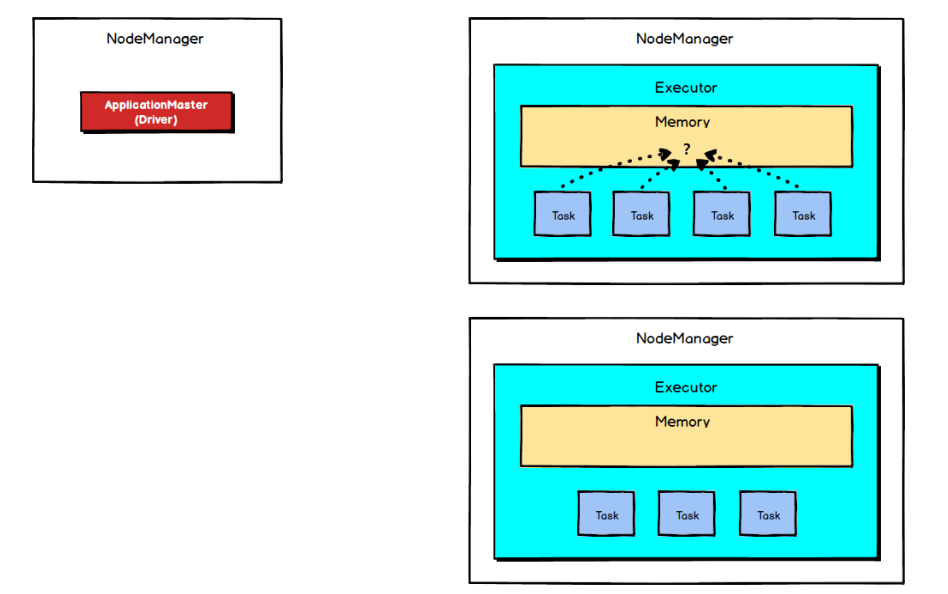 NodeManager
ApplicationMaster
(Driver)
NodeManager
Executor
Memory
?
Task
Task
Task
Task
NodeManager
Executor
Memory
Task
Task
Task